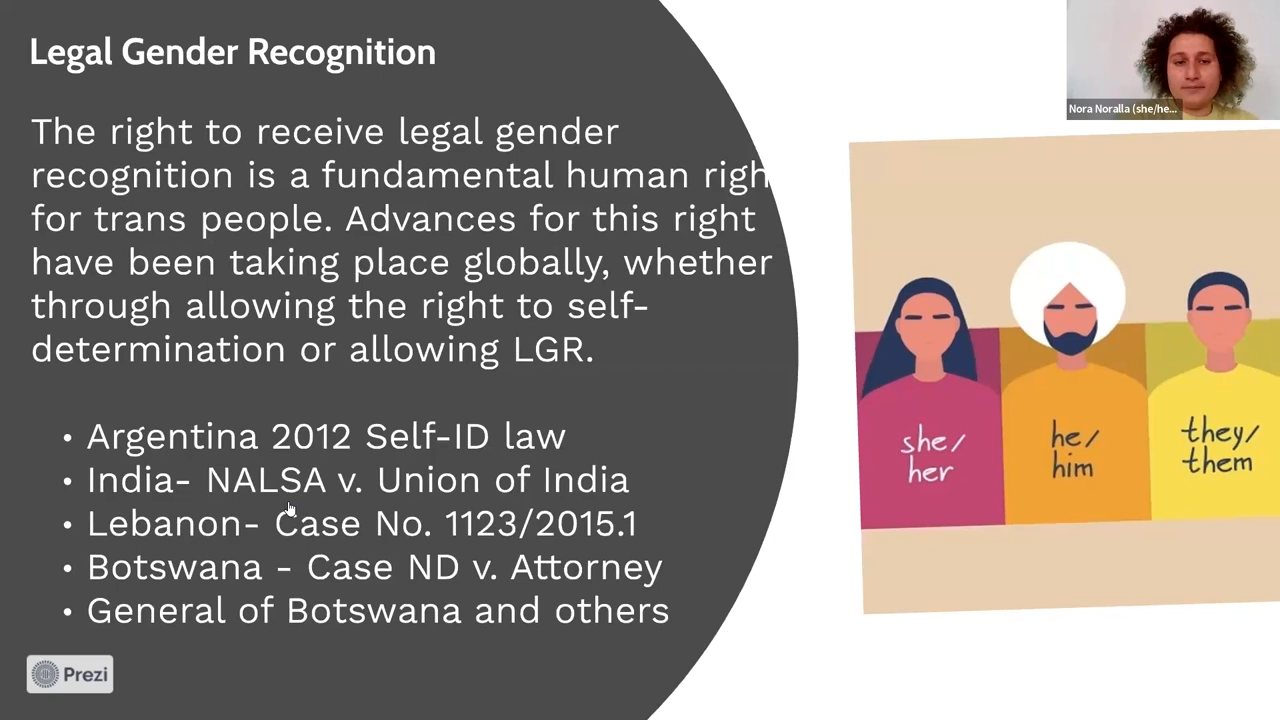 Legal Gender Recognition
The right to receive legal gender
recognition is a fundamental human righ
for trans people. Advances for this right
have been taking place globally, whether
through allowing the right to self-
determination or allowing LGR.
• Argentina 2012 Self-ID law
• India- NALSA v. Union of India
• Lebanon- Case No. 1123/2015.1
• Botswana - Case ND v. Attorney
• General of Botswana and others
Prezi
Nora Noralla (she/he...
she/
her
he/
him
they/
them